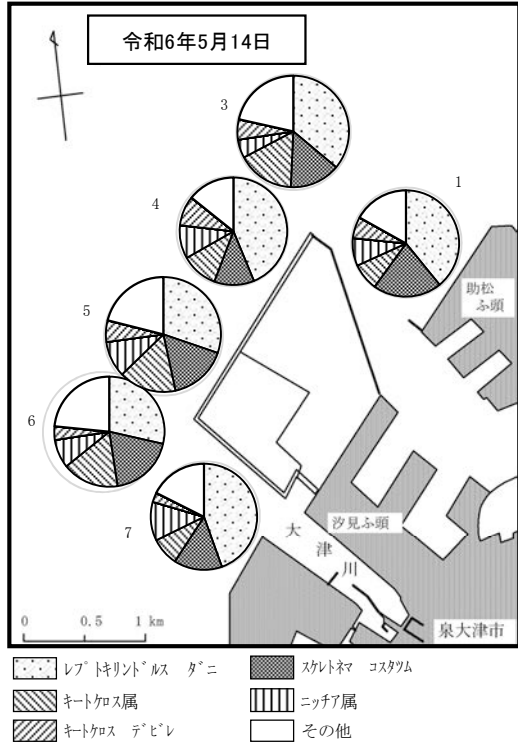 令和6年5月14日
3
4
1
助松
ふ頭
5
6
7
汐見ふ頭
大津川
0 0.5 1 km
泉大津市
ﾚﾌﾟﾄｷﾘﾝﾄﾞﾙｽ ﾀﾞﾆ
ｽｹﾚﾄﾈﾏ ｺｽﾀﾂﾑ
ｷｰﾄｹﾛｽ属
ﾆｯﾁｱ属
ｷｰﾄｹﾛｽ ﾃﾞﾋﾞﾚ
その他